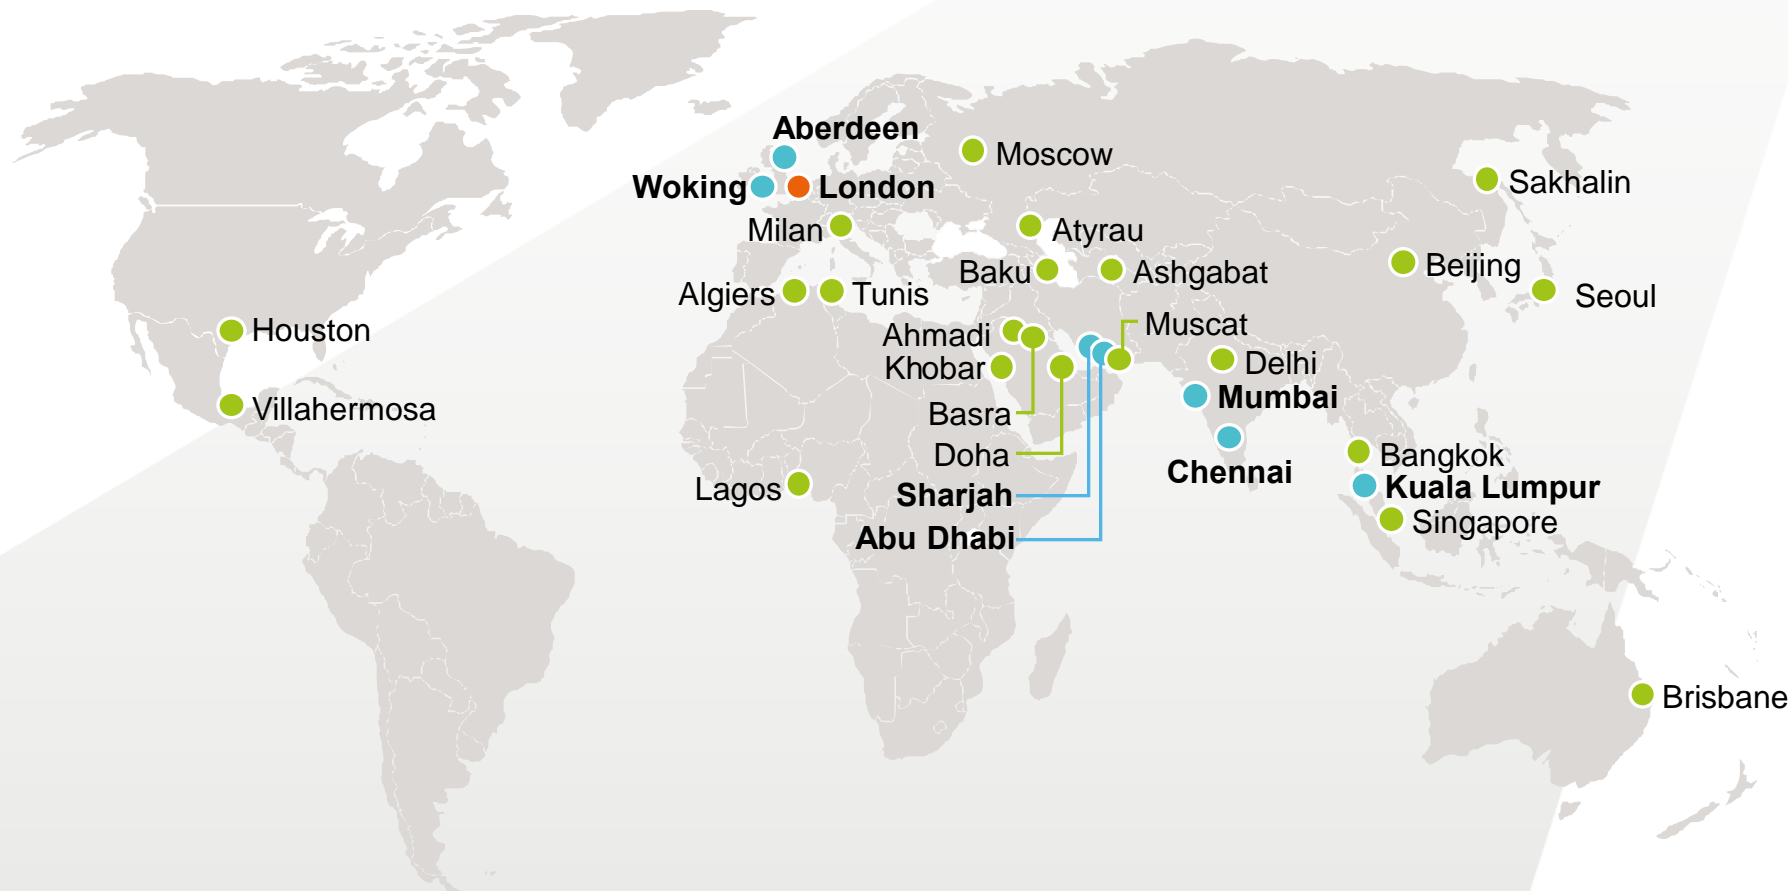 Aberdeen
Moscow
Sakhalin
Woking
London
Milan
Atyrau
Baku
Ashgabat
Beijing
Algiers
Tunis
Seoul
Houston
Ahmadi
Muscat
Khobar
Delhi
Villahermosa
Mumbai
Basra
Doha
Bangkok
Chennai
Lagos
Sharjah
Kuala Lumpur
Singapore
Abu Dhabi
Brisbane